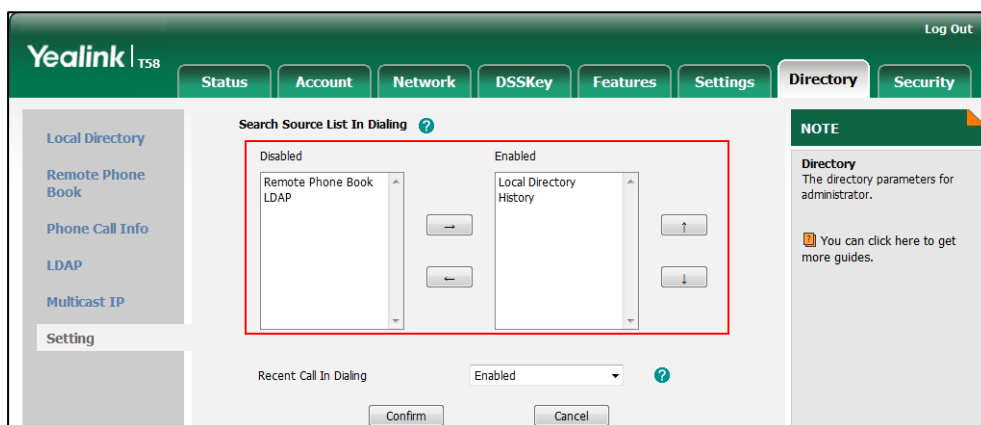 Log Out
Yealink T58
Status Account Network DSSKey Features Settings Directory Security
Local Directory
Remote Phone
Book
Phone Call Info
LDAP
Multicast IP
Setting
Search Source List In Dialing ?
Disabled Enabled
Remote Phone Book
LDAP
Local Directory
History
→
←
↑
↓
Recent Call In Dialing Enabled ?
Confirm Cancel
NOTE
Directory
The directory parameters for
administrator.
? You can click here to get
more guides.